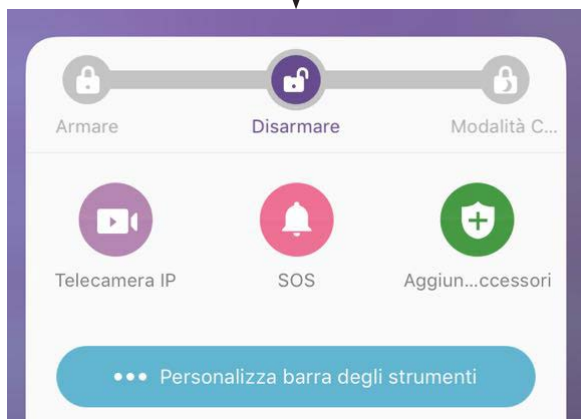 Armare Disarmare Modalità C...
Telecamera IP SOS Aggiun...ccessori
Personalizza barra degli strumenti